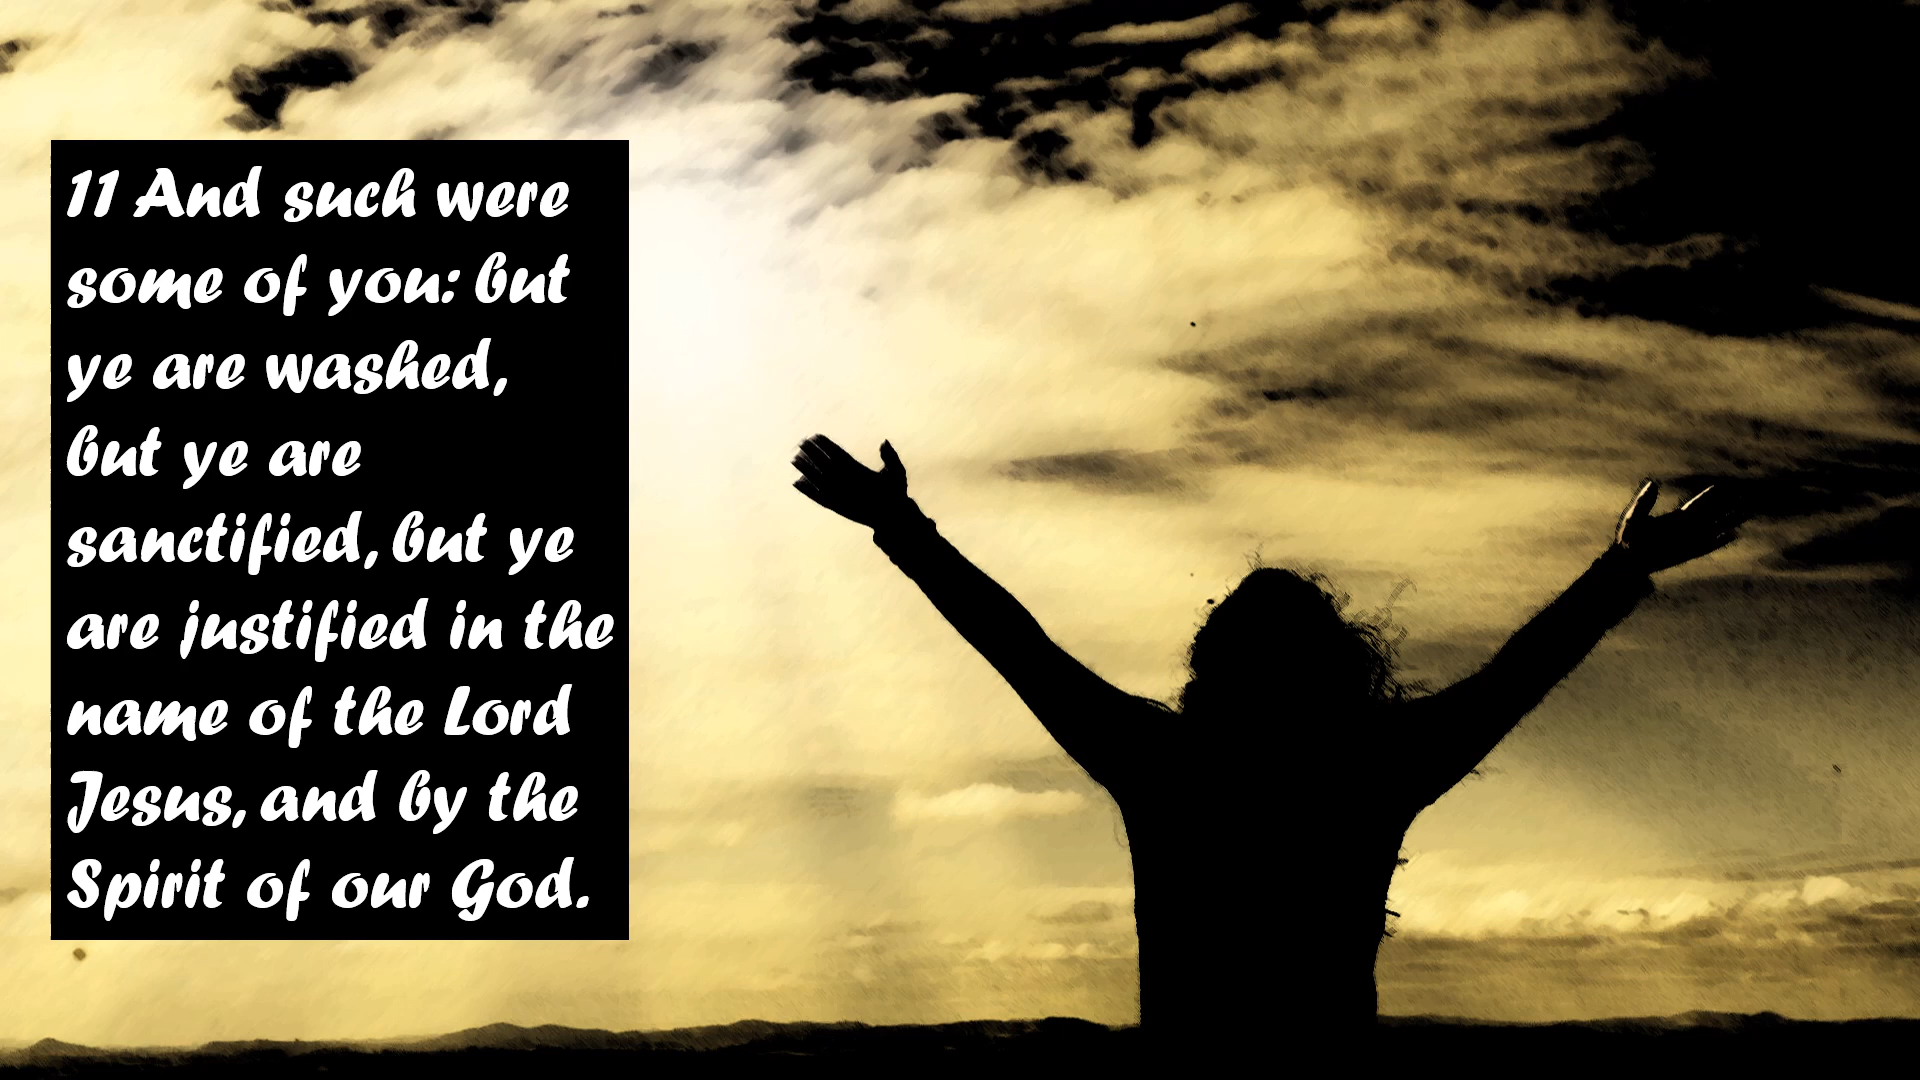 11 And such were
some of you: but
ye are washed,
but ye are
sanctified, but ye
are justified in the
name of the Lord
Jesus, and by the
Spirit of our God.